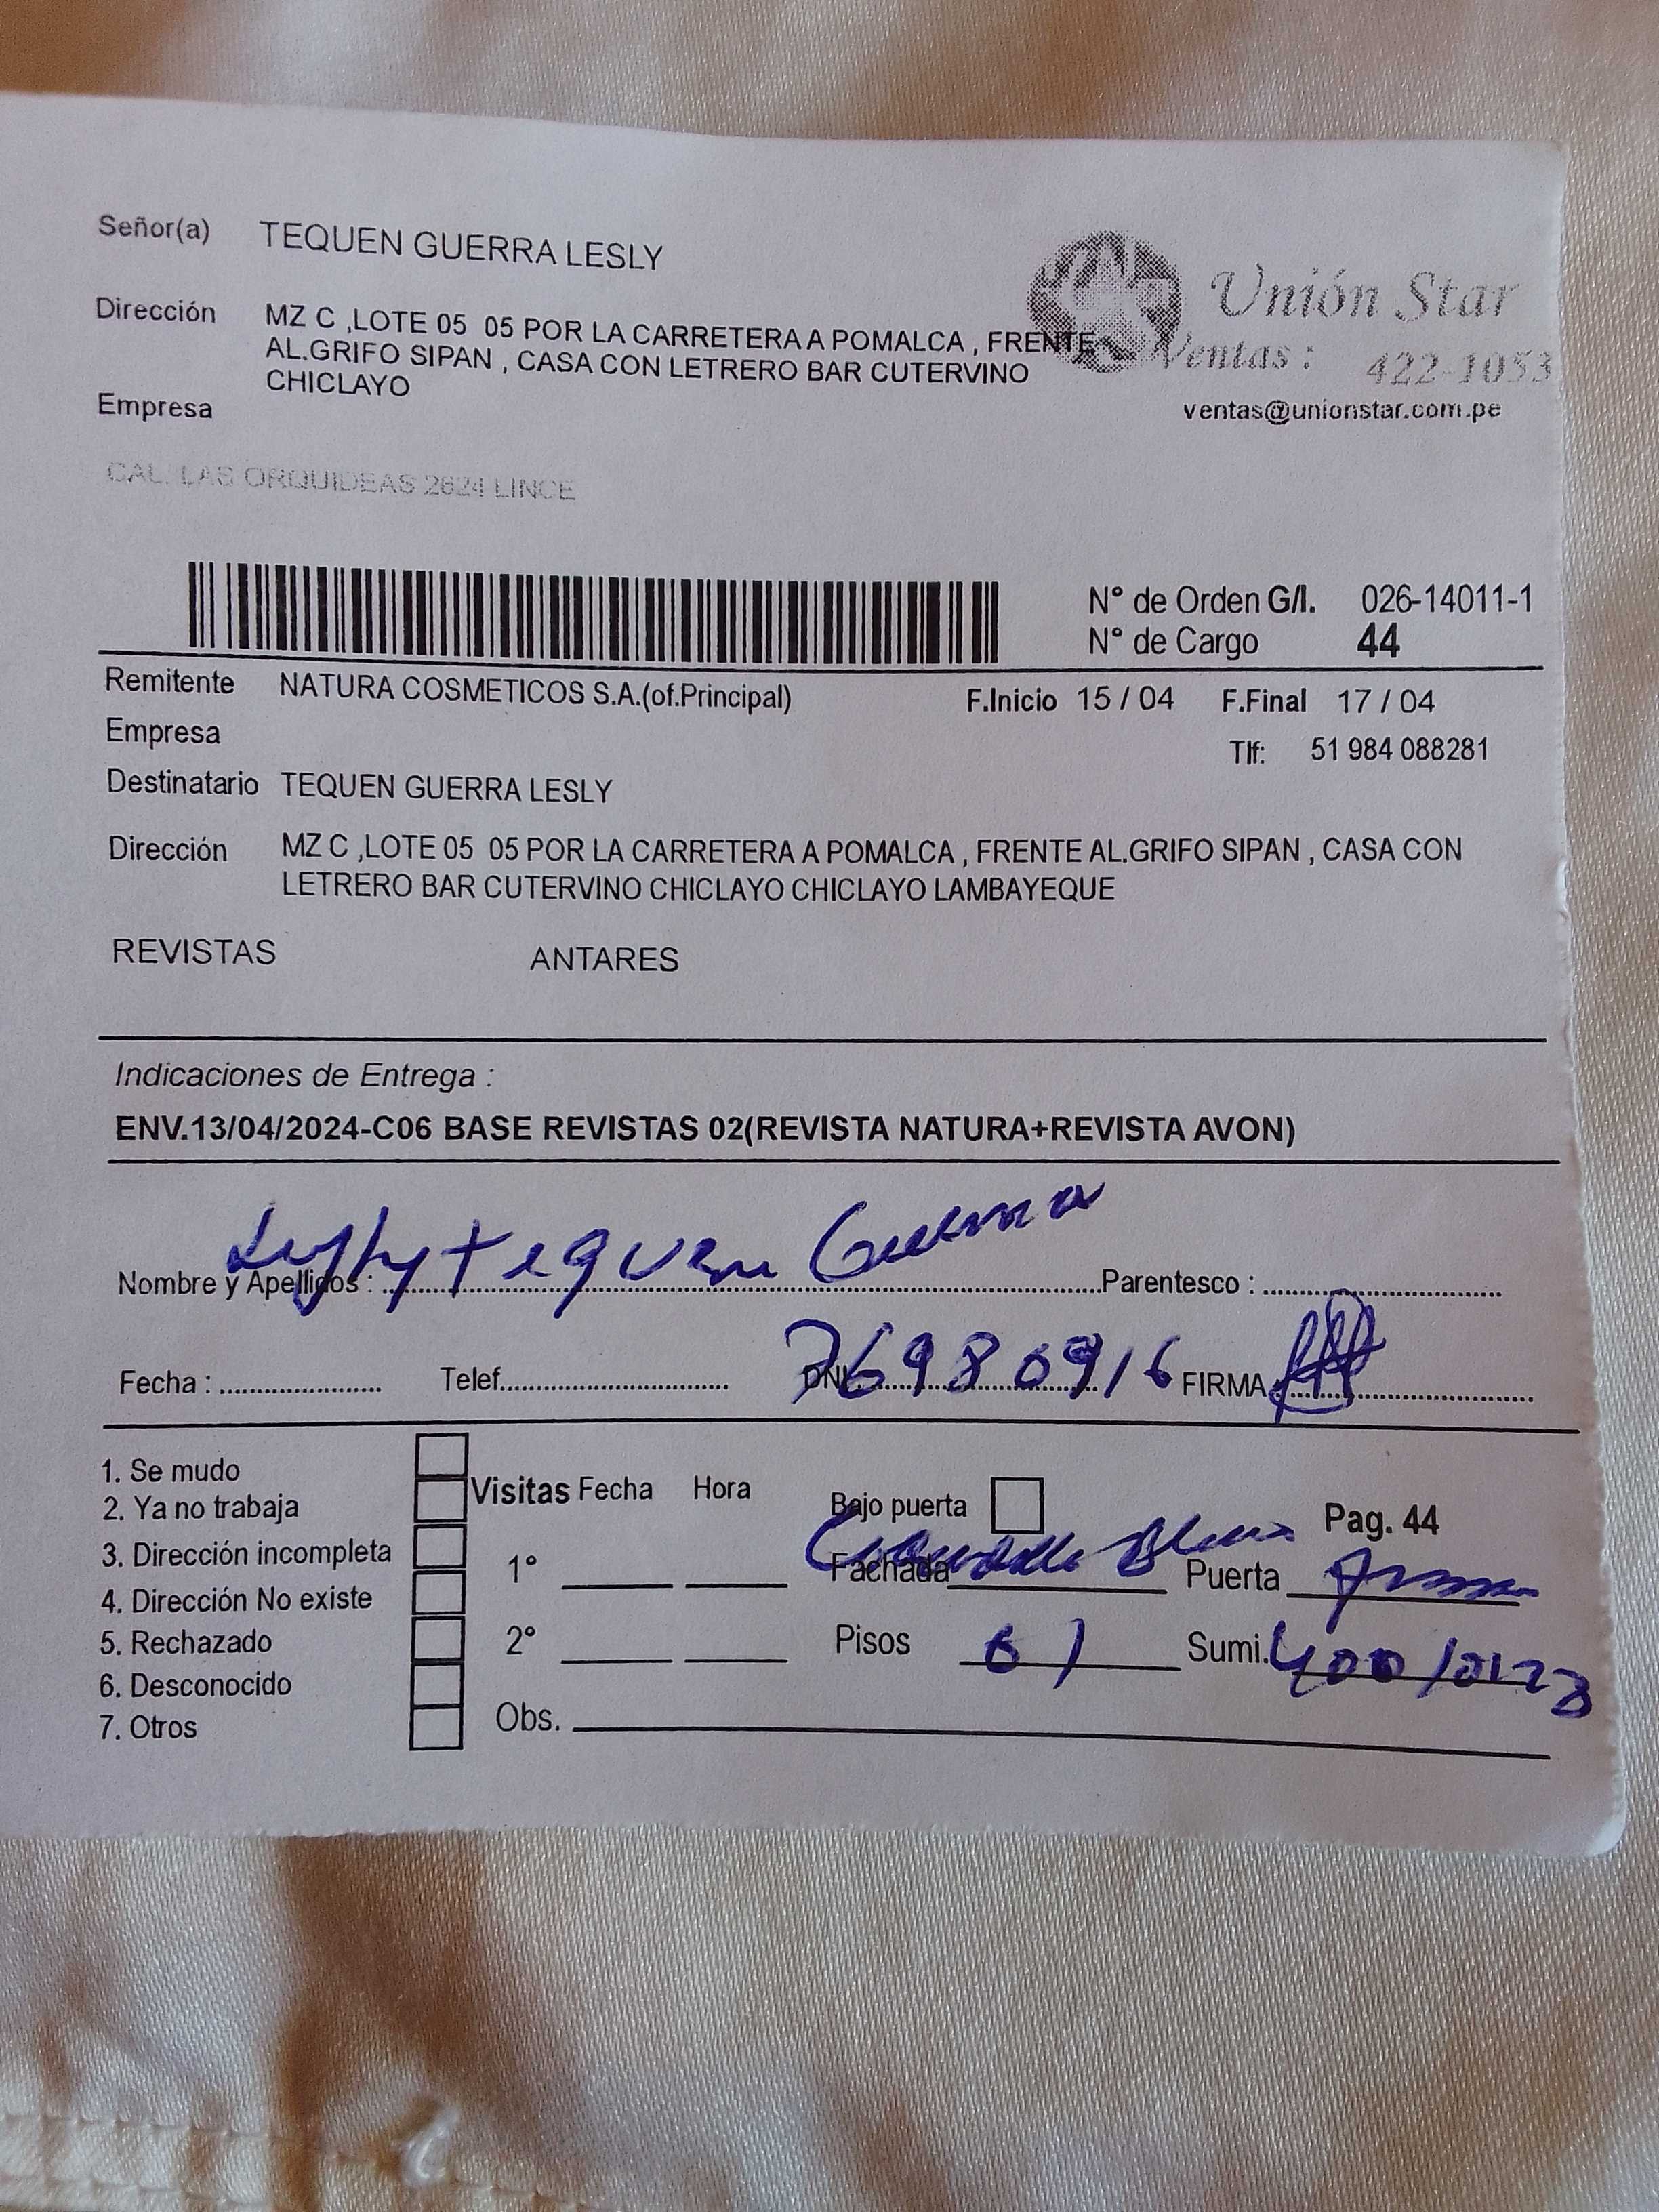 Señor(a) TEQUEN GUERRA LESLY
Dirección MZ C ,LOTE 05 05 POR LA CARRETERA A POMALCA , FRENTE
AL.GRIFO SIPAN , CASA CON LETRERO BAR CUTERVINO
CHICLAYO
Unión Star
Ventas : 422-1053
ventas@unionstar.com.pe
Empresa
CAL. LAS ORQUIDEAS 2624 LINCE
N° de Orden G/I. 026-14011-1
N° de Cargo 44
Remitente NATURA COSMETICOS S.A.(of.Principal) F.Inicio 15 / 04 F.Final 17 / 04
Empresa Tlf: 51 984 088281
Destinatario TEQUEN GUERRA LESLY
Dirección MZ C ,LOTE 05 05 POR LA CARRETERA A POMALCA , FRENTE AL.GRIFO SIPAN , CASA CON
LETRERO BAR CUTERVINO CHICLAYO CHICLAYO LAMBAYEQUE
REVISTAS ANTARES
Indicaciones de Entrega :
ENV.13/04/2024-C06 BASE REVISTAS 02(REVISTA NATURA+REVISTA AVON)
Nombre y Apellidos : Lesly tequen Guerra Parentesco :
Fecha : Telef. DNI. 76980916 FIRMA
1. Se mudo
2. Ya no trabaja
3. Dirección incompleta
4. Dirección No existe
5. Rechazado
6. Desconocido
7. Otros
Visitas Fecha Hora
1°
2°
Obs.
Bajo puerta Pag. 44
Fachada Puerta
Pisos 01 Sumi.